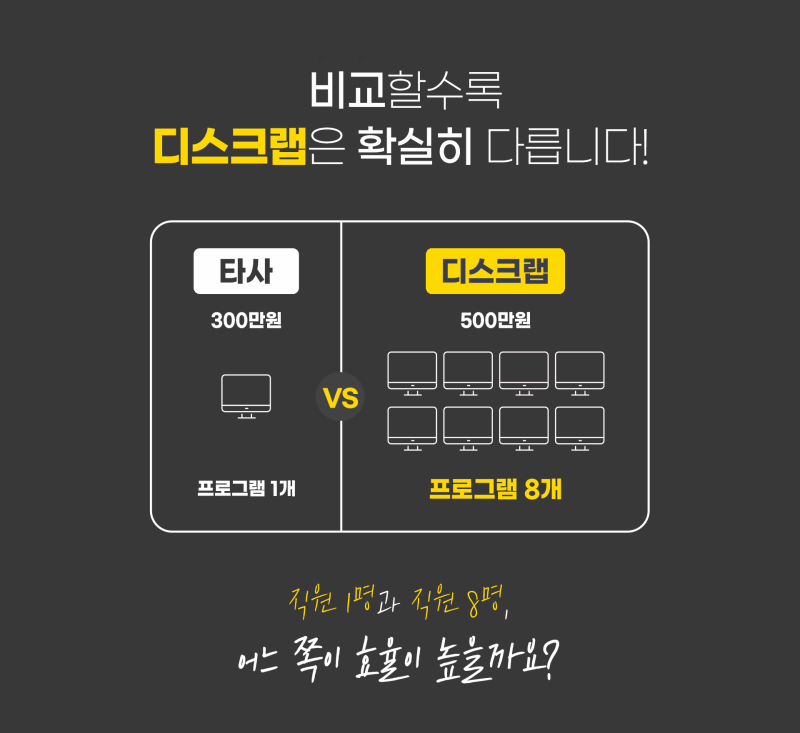 비교할수록
디스크랩은 확실히 다릅니다!
타사
300만원
프로그램 1개
VS
디스크랩
500만원
프로그램 8개
직원 1명과 직원 8명,
어느 쪽이 효율이 높을까요?